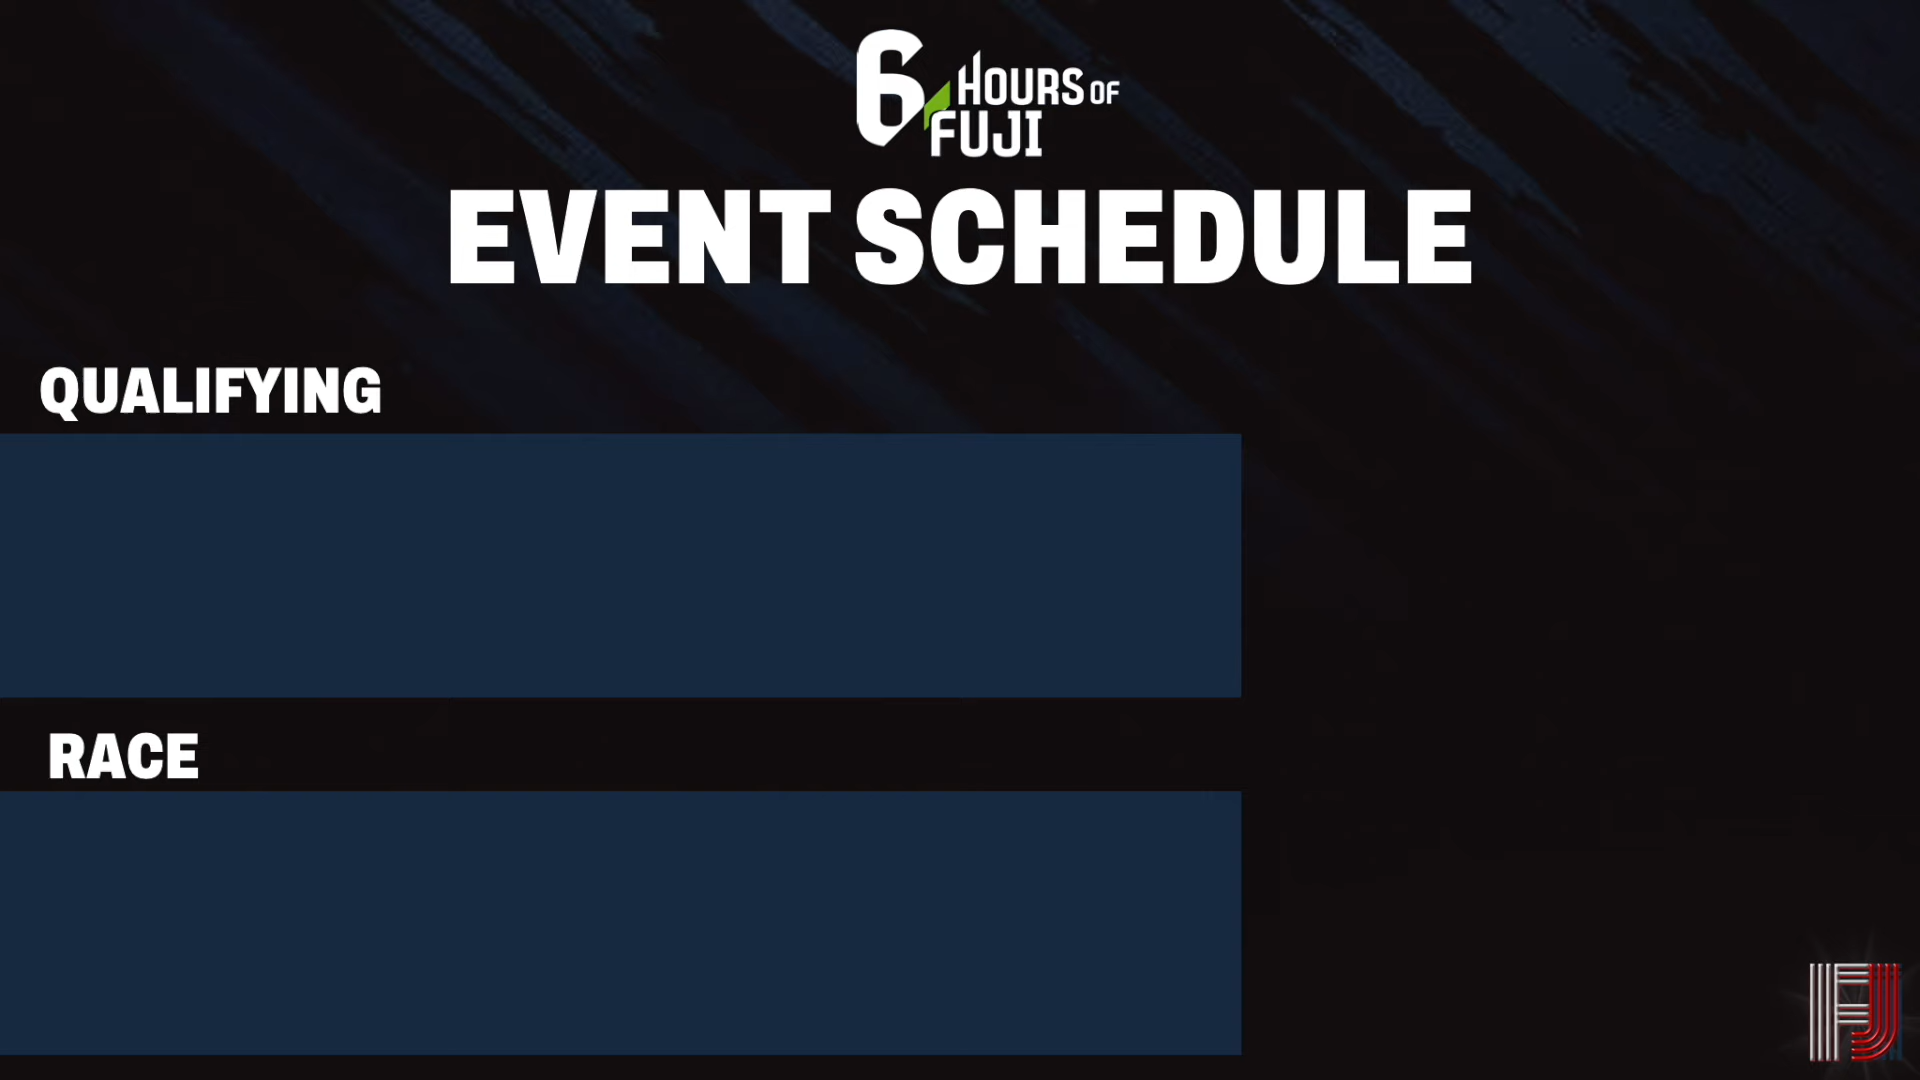 6 HOURS OF
FUJI
EVENT SCHEDULE
QUALIFYING
RACE